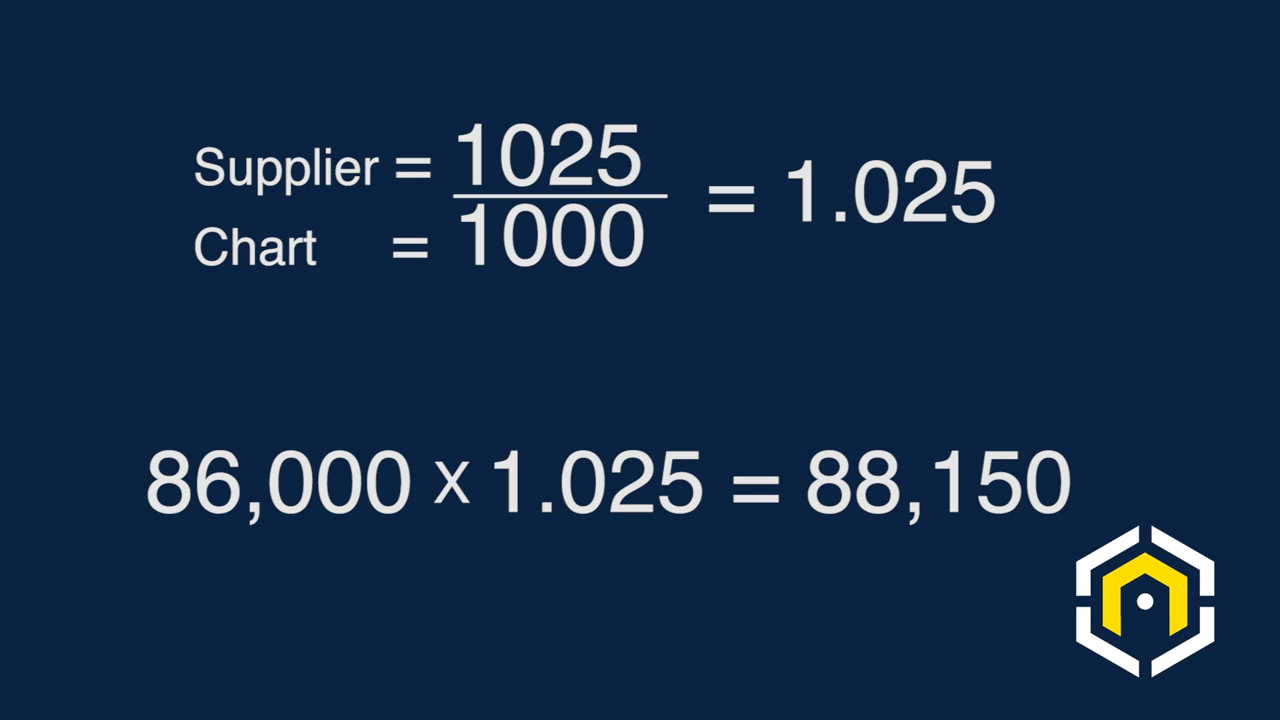 Supplier = 1025
Chart = 1000
= 1.025
86,000 x 1.025 = 88,150